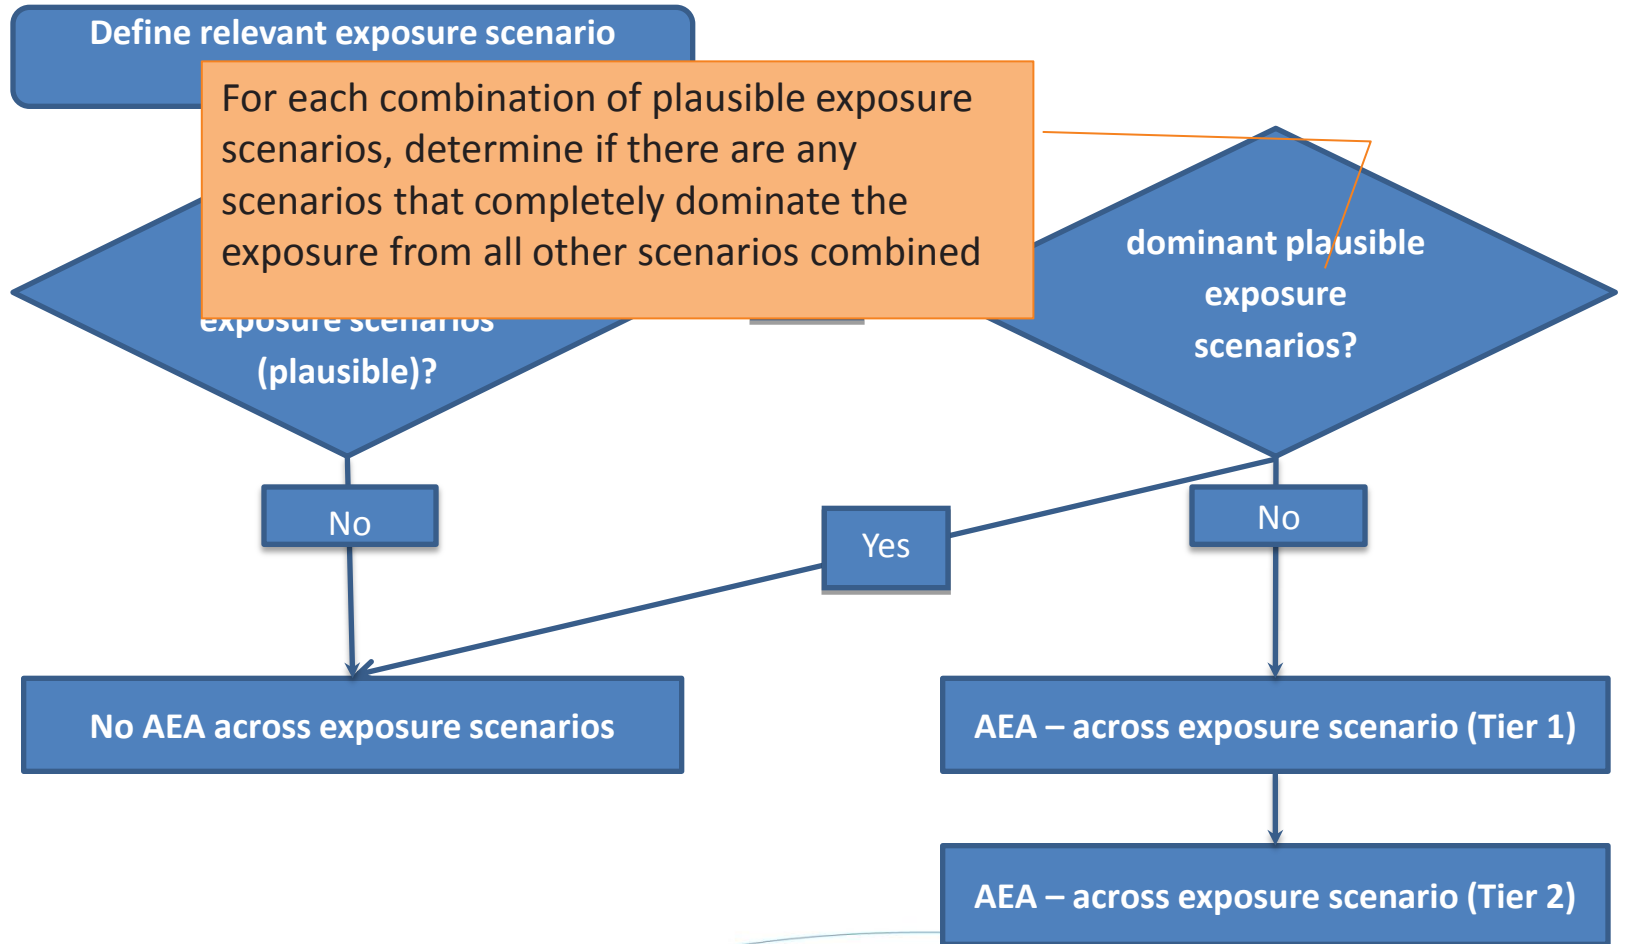 Define relevant exposure scenario
For each combination of plausible exposure
scenarios, determine if there are any
scenarios that completely dominate the
exposure from all other scenarios combined
exposure scenarios
(plausible)?
dominant plausible
exposure
scenarios?
No
Yes
No
No AEA across exposure scenarios
AEA – across exposure scenario (Tier 1)
AEA – across exposure scenario (Tier 2)